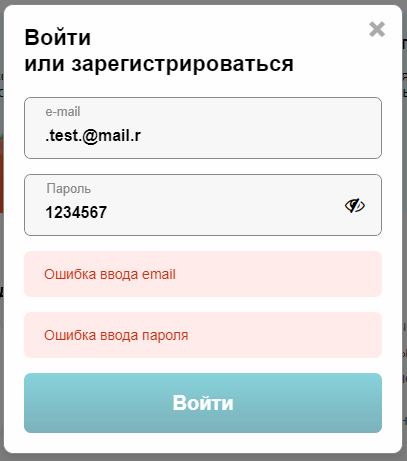 Войти
или зарегистрироваться
e-mail
.test.@mail.r
Пароль
1234567
Ошибка ввода email
Ошибка ввода пароля
Войти